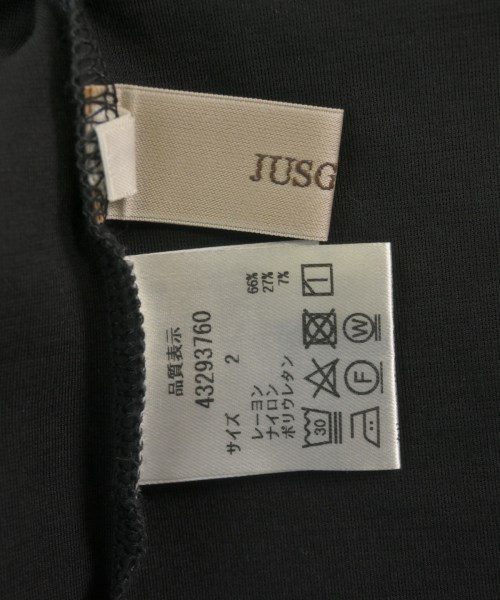 JUSG
品質表示
43293760
サイズ 2
レーヨン 66%
ナイロン 27%
ポリウレタン 7%
30
W
F